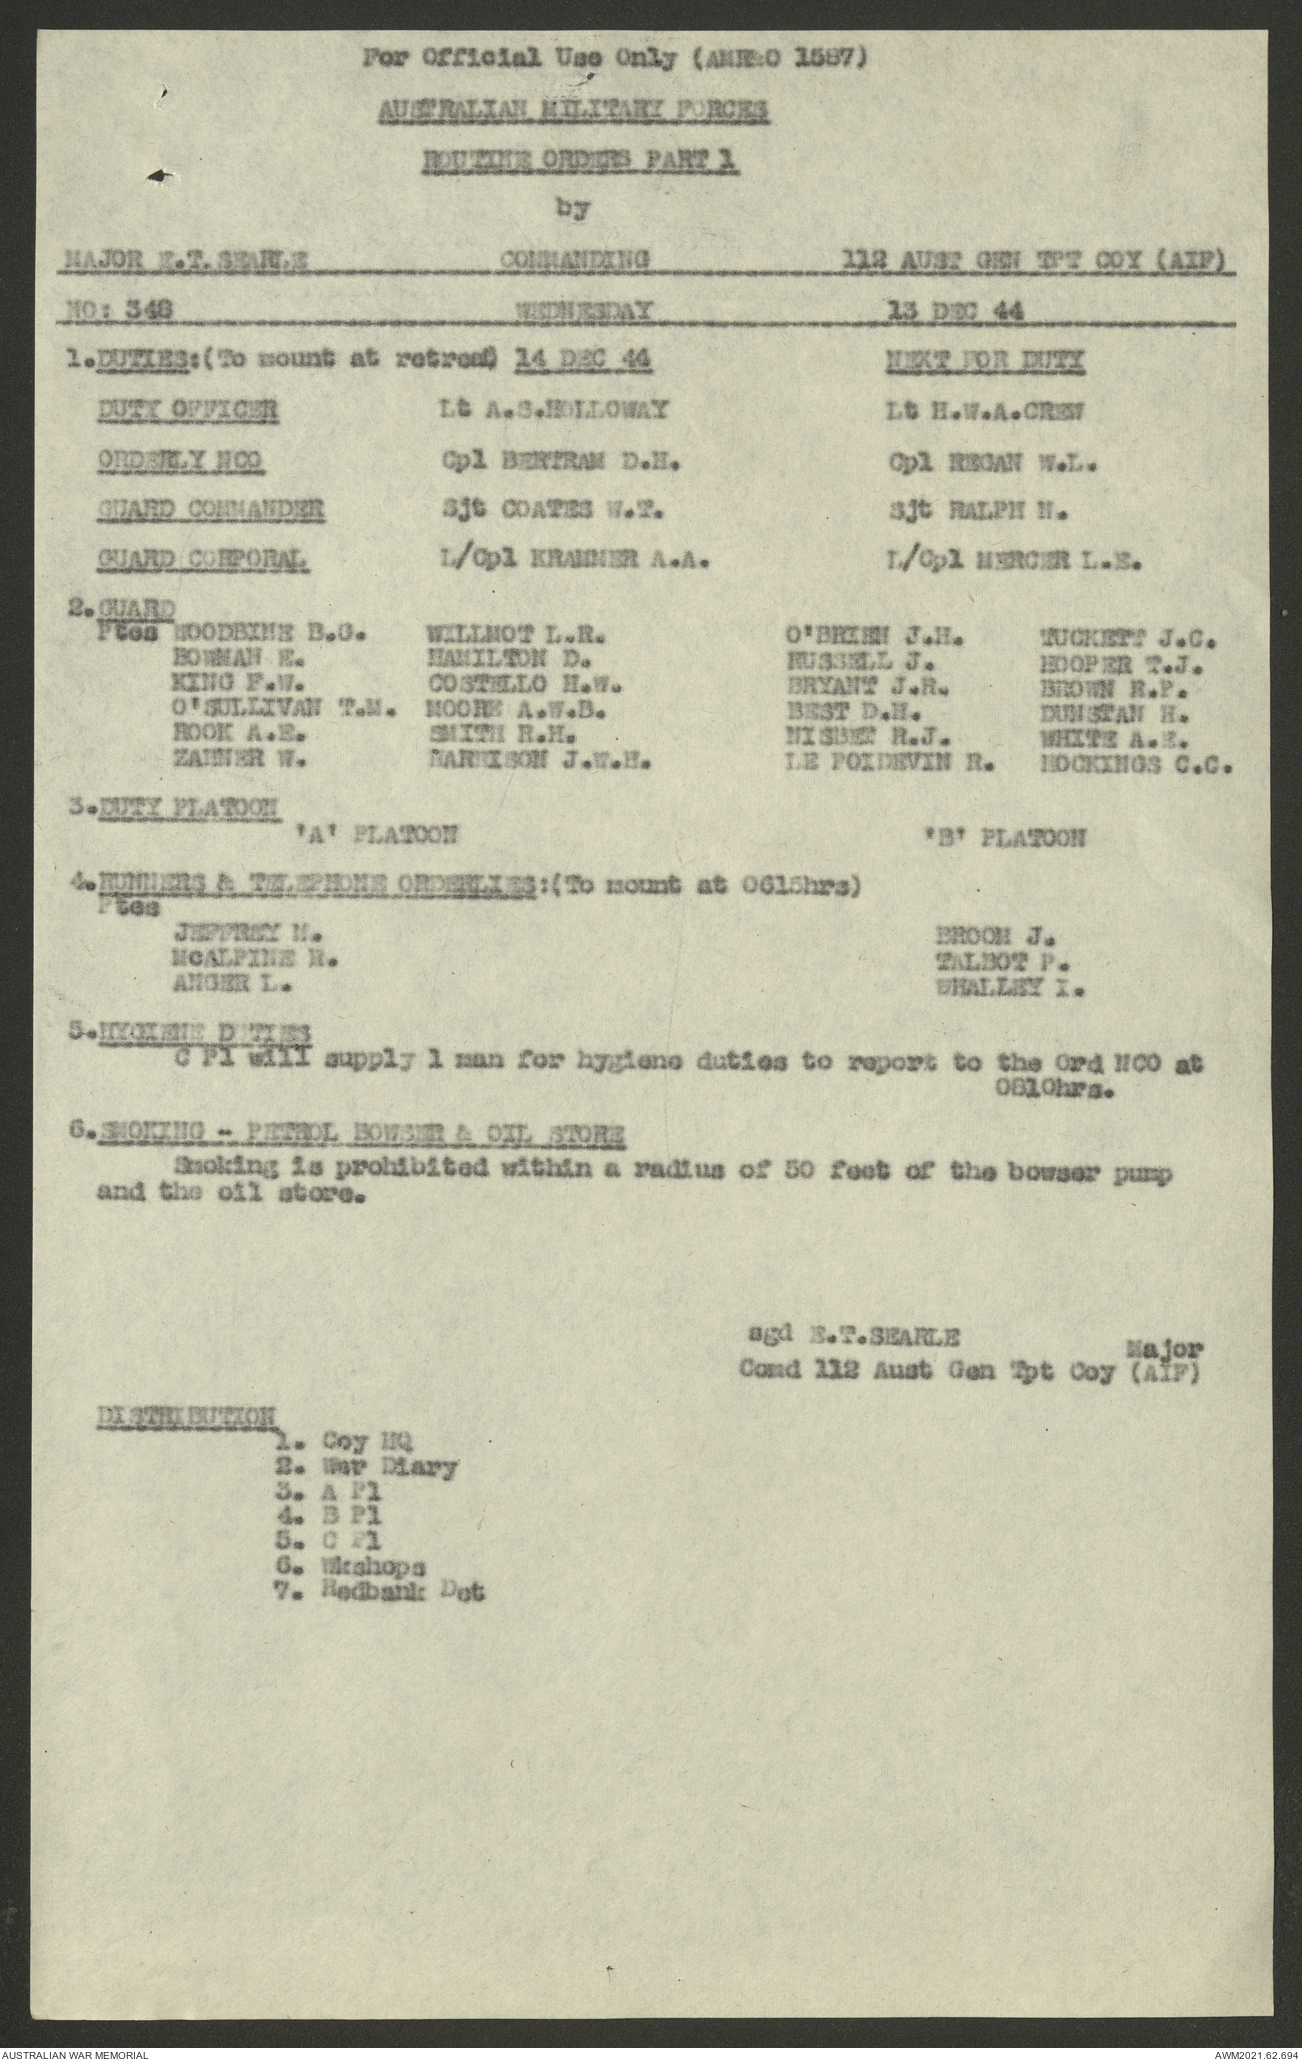 For Official Use Only (AMR&O 1587)
AUSTRALIAN MILITARY FORCES
ROUTINE ORDERS PART 1
by
MAJOR E.T.SEARLE COMMANDING 112 AUST GEN TPT COY (AIF)
NO: 348 WEDNESDAY 13 DEC 44
1.DUTIES:(To mount at retreat) 14 DEC 44 NEXT FOR DUTY
DUTY OFFICER Lt A.S.HOLLOWAY Lt H.W.A.CREW
ORDERLY NCO Cpl BERTRAM D.H. Cpl REGAN W.L.
GUARD COMMANDER Sjt COATES W.T. Sjt RALPH N.
GUARD CORPORAL L/Cpl KRAMMER A.A. L/Cpl MERCER L.E.
2.GUARD
Ptes WOODBINE B.G. WILLMOT L.R. O'BRIEN J.H. TUCKETT J.C.
BOWMAN E. HAMILTON D. RUSSELL J. HOOPER T.J.
KING F.W. COSTELLO H.W. BRYANT J.R. BROWN R.P.
O'SULLIVAN T.M. MOORE A.W.B. BEST D.H. DUNSTAN H.
ROOK A.E. SMITH R.H. NISBET R.J. WHITE A.E.
ZANNER W. HARRISON J.W.H. LE POIDEVIN R. HOCKINGS C.C.
3.DUTY PLATOON
'A' PLATOON 'B' PLATOON
4.RUNNERS & TELEPHONE ORDERLIES:(To mount at 0615hrs)
Ptes
JEFFREY M. BROOM J.
McALPINE R. TALBOT P.
ANGER L. WHALLEY I.
5.HYGIENE DUTIES
C Pl will supply 1 man for hygiene duties to report to the Ord NCO at
0810hrs.
6.SMOKING - PETROL BOWSER & OIL STORE
Smoking is prohibited within a radius of 50 feet of the bowser pump
and the oil store.
sgd E.T.SEARLE Major
Comd 112 Aust Gen Tpt Coy (AIF)
DISTRIBUTION
1. Coy HQ
2. War Diary
3. A Pl
4. B Pl
5. C Pl
6. Wkshops
7. Redbank Det
AUSTRALIAN WAR MEMORIAL AWM2021.62.694